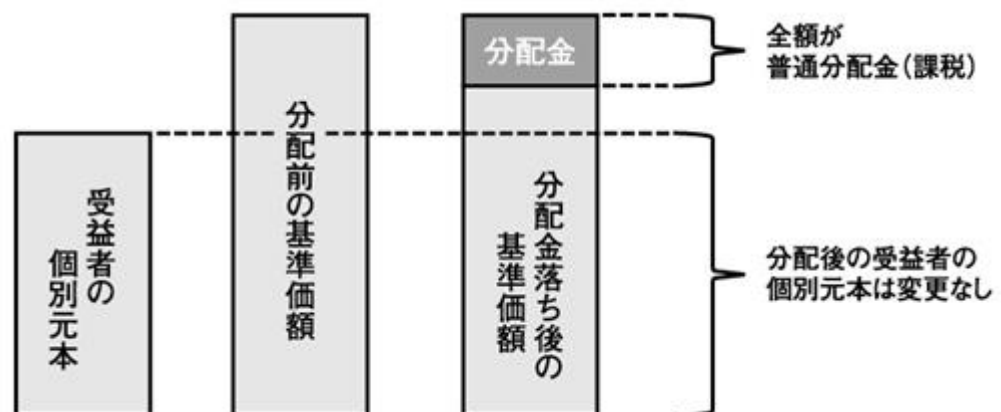 受益者の
個別元本
分配前の基準価額
分配金
分配金落ち後の
基準価額
全額が
普通分配金(課税)
分配後の受益者の
個別元本は変更なし